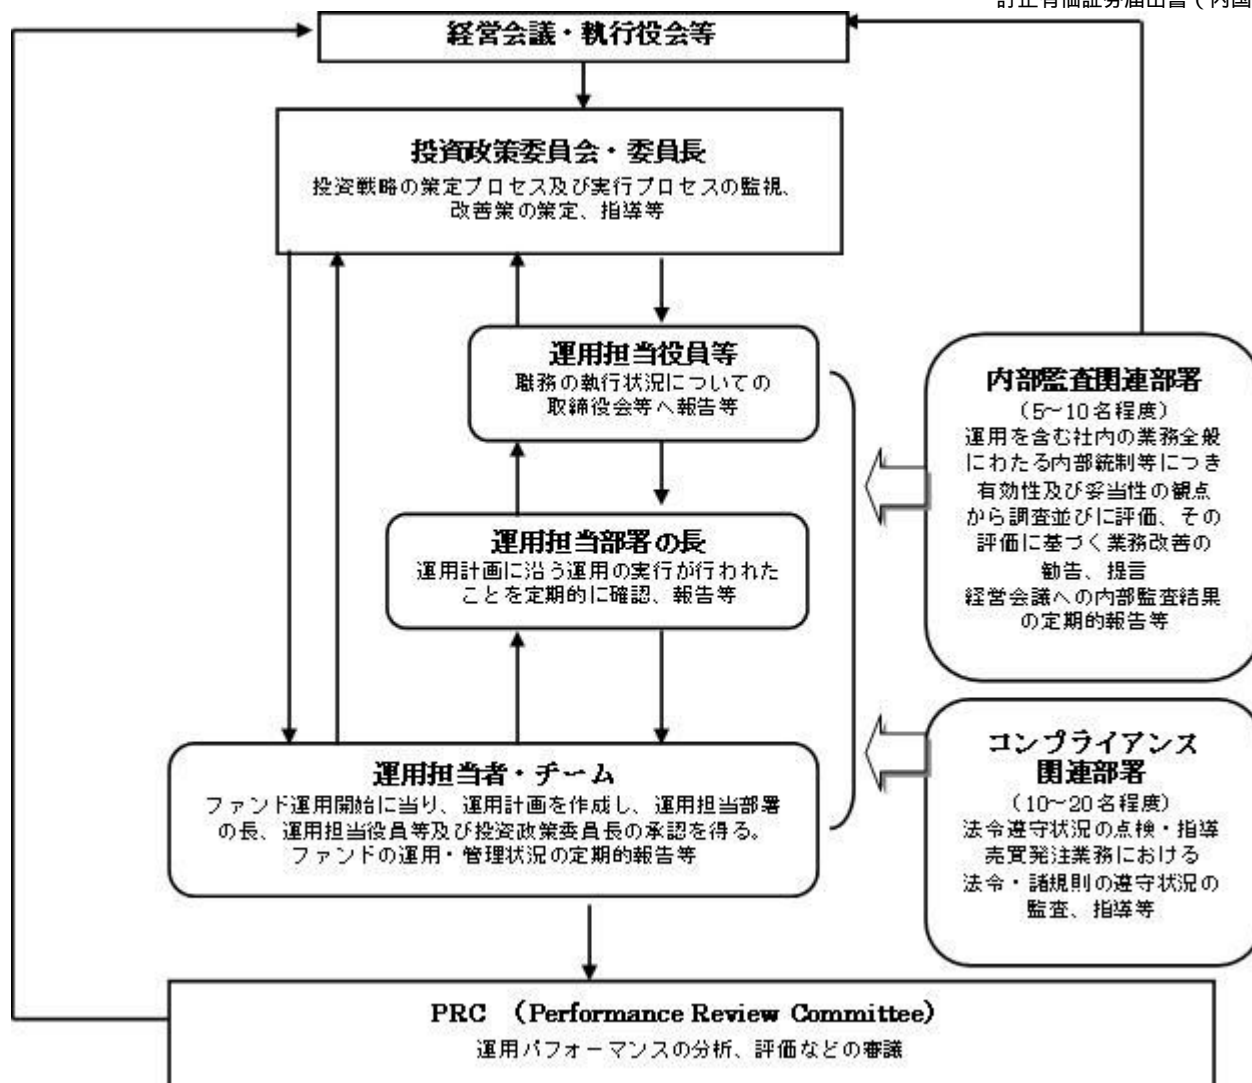 訂正有価証券届出書（内国
経営会議・執行役会等
投資政策委員会・委員長
投資戦略の策定プロセス及び実行プロセスの監視、
改善策の策定、指導等
運用担当役員等
職務の執行状況についての
取締役会等へ報告等
運用担当部署の長
運用計画に沿う運用の実行が行われた
ことを定期的に確認、報告等
運用担当者・チーム
ファンド運用開始に当り、運用計画を作成し、運用担当部署
の長、運用担当役員等及び投資政策委員長の承認を得る。
ファンドの運用・管理状況の定期的報告等
内部監査関連部署
（5～10名程度）
運用を含む社内の業務全般
にわたる内部統制等につき
有効性及び妥当性の観点
から調査並びに評価、その
評価に基づく業務改善の
勧告、提言
経営会議への内部監査結果
の定期的報告等
コンプライアンス
関連部署
（10～20名程度）
法令遵守状況の点検・指導
売買発注業務における
法令・諸規則の遵守状況の
監査、指導等
PRC （Performance Review Committee）
運用パフォーマンスの分析、評価などの審議